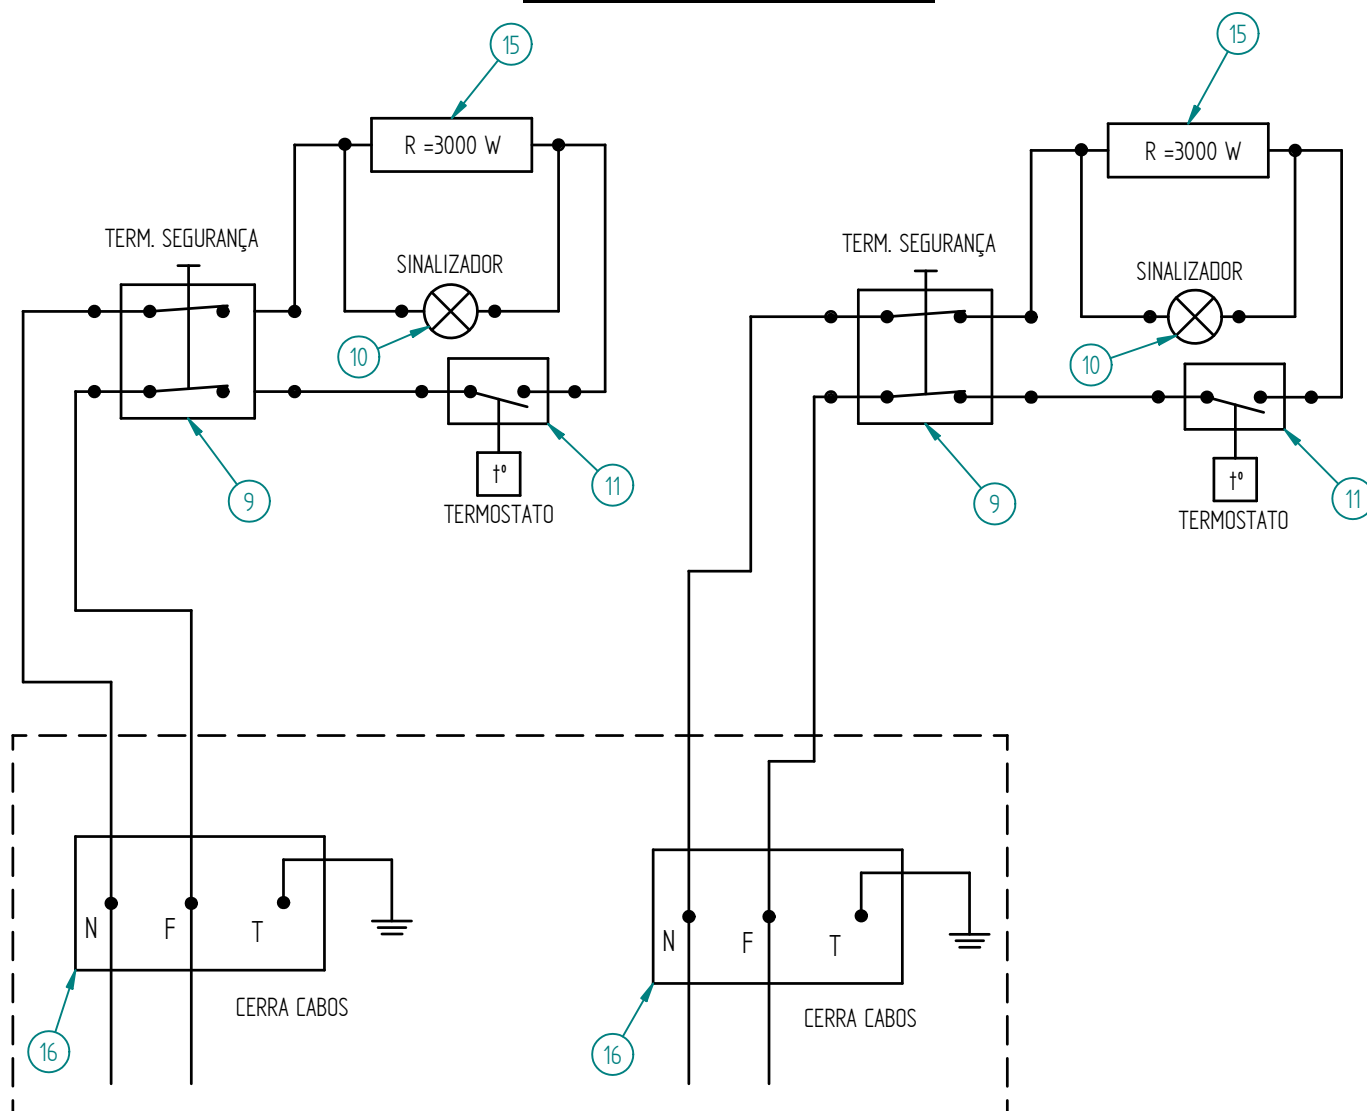 15
15
R =3000 W
R =3000 W
TERM. SEGURANÇA
TERM. SEGURANÇA
SINALIZADOR
SINALIZADOR
10
10
t°
t°
9
11
9
11
TERMOSTATO
TERMOSTATO
N F T
N F T
CERRA CABOS
CERRA CABOS
16
16